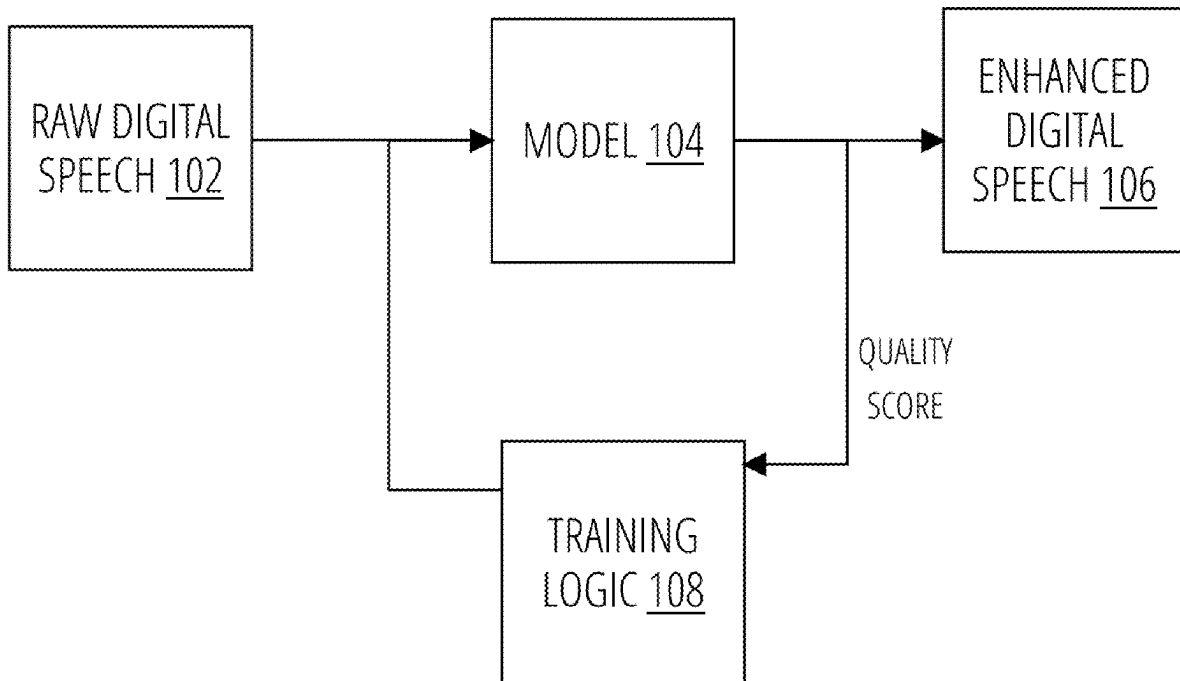 RAW DIGITAL
SPEECH 102
MODEL 104
ENHANCED
DIGITAL
SPEECH 106
QUALITY
SCORE
TRAINING
LOGIC 108